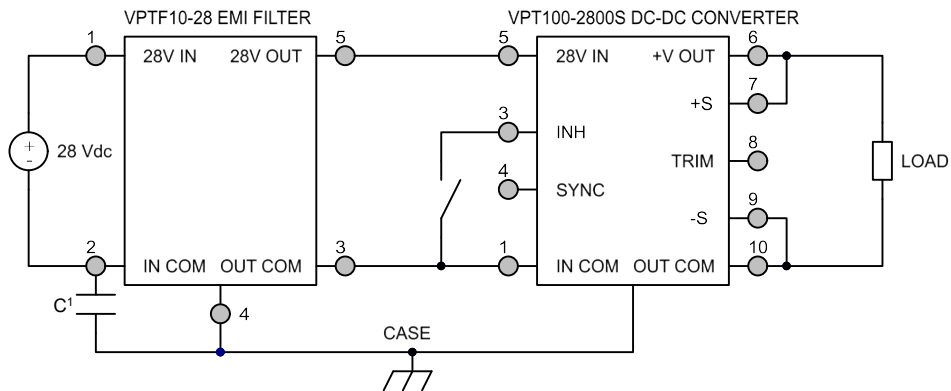 VPTF10-28 EMI FILTER
VPT100-2800S DC-DC CONVERTER
1
28V IN
28V OUT
5
5
28V IN
+V OUT
6
+S
7
3
INH
TRIM
8
4
SYNC
-S
9
+
-
28 Vdc
LOAD
2
IN COM
OUT COM
3
1
IN COM
OUT COM
10
C¹
4
CASE